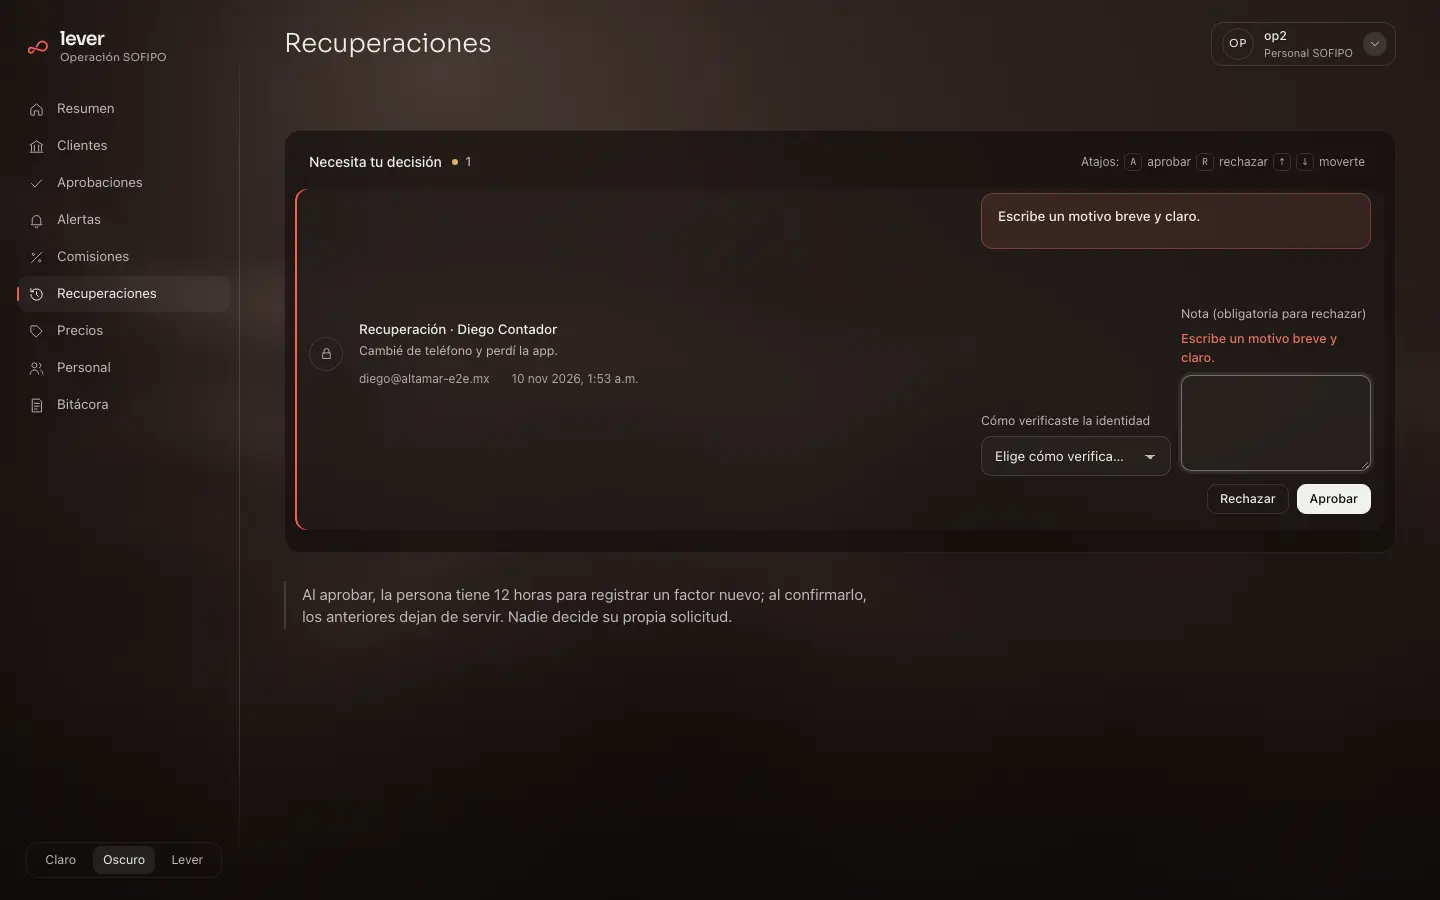 lever
Operación SOFIPO
Recuperaciones
OP
op2
Personal SOFIPO
Resumen
Clientes
Aprobaciones
Alertas
Comisiones
Recuperaciones
Precios
Personal
Bitácora
Necesita tu decisión 1
Atajos: A aprobar R rechazar ↑ ↓ moverte
Escribe un motivo breve y claro.
Recuperación · Diego Contador
Cambié de teléfono y perdí la app.
diego@altamar-e2e.mx 10 nov 2026, 1:53 a.m.
Cómo verificaste la identidad
Elige cómo verifica...
Nota (obligatoria para rechazar)
Escribe un motivo breve y
claro.
Rechazar
Aprobar
Al aprobar, la persona tiene 12 horas para registrar un factor nuevo; al confirmarlo,
los anteriores dejan de servir. Nadie decide su propia solicitud.
Claro
Oscuro
Lever